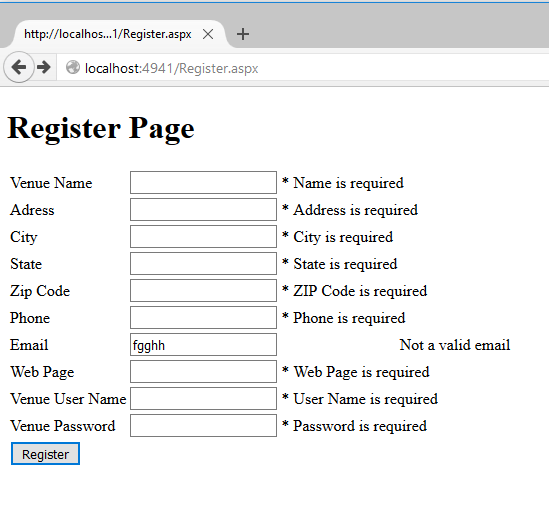 http://localhos...1/Register.aspx
localhost:4941/Register.aspx
Register Page
Venue Name * Name is required
Adress * Address is required
City * City is required
State * State is required
Zip Code * ZIP Code is required
Phone * Phone is required
Email fgghh Not a valid email
Web Page * Web Page is required
Venue User Name * User Name is required
Venue Password * Password is required
Register